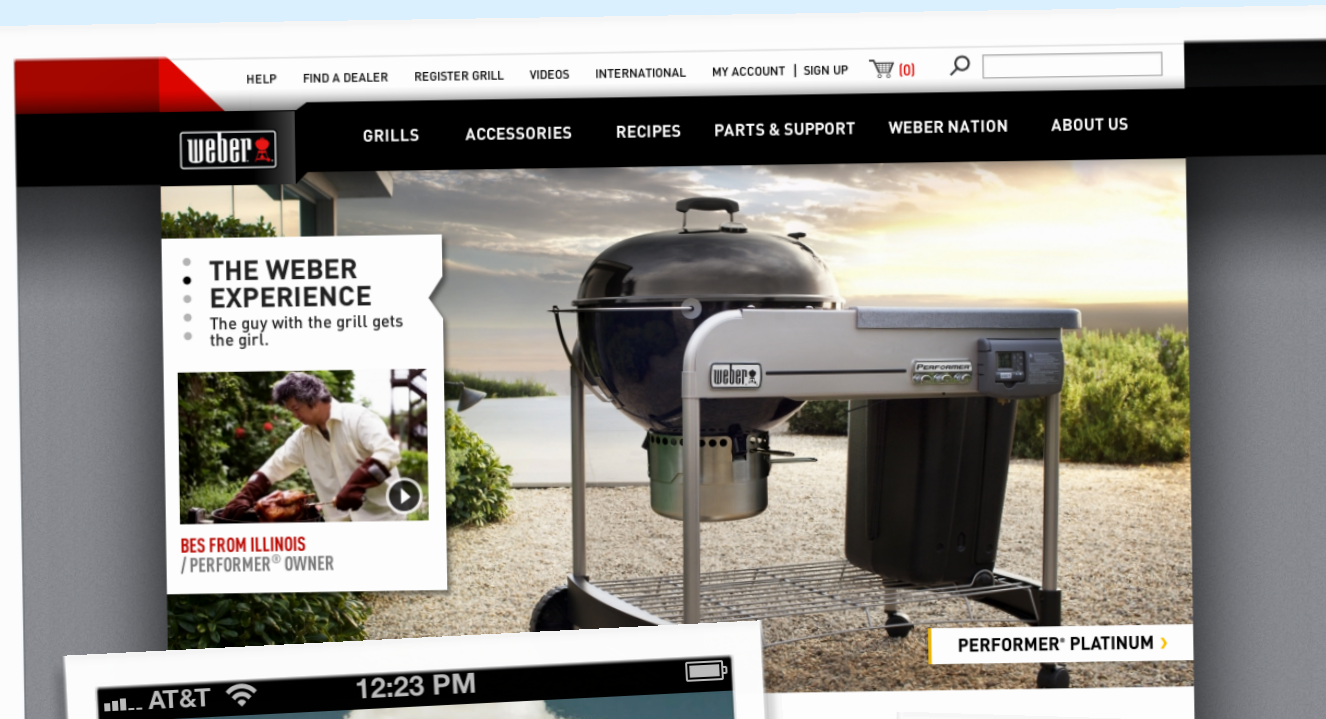 HELP
FIND A DEALER
REGISTER GRILL
VIDEOS
INTERNATIONAL
MY ACCOUNT | SIGN UP
(0)
weber
GRILLS
ACCESSORIES
RECIPES
PARTS & SUPPORT
WEBER NATION
ABOUT US
THE WEBER
EXPERIENCE
The guy with the grill gets
the girl.
BES FROM ILLINOIS
/ PERFORMER® OWNER
weber
PERFORMER
PERFORMER® PLATINUM ›
AT&T
12:23 PM